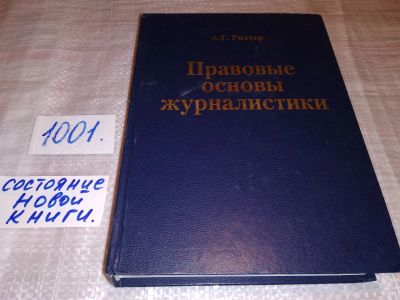 А.Г. Рихтер
Правовые
основы
журналистики
1001.
состояние
новой
книги.